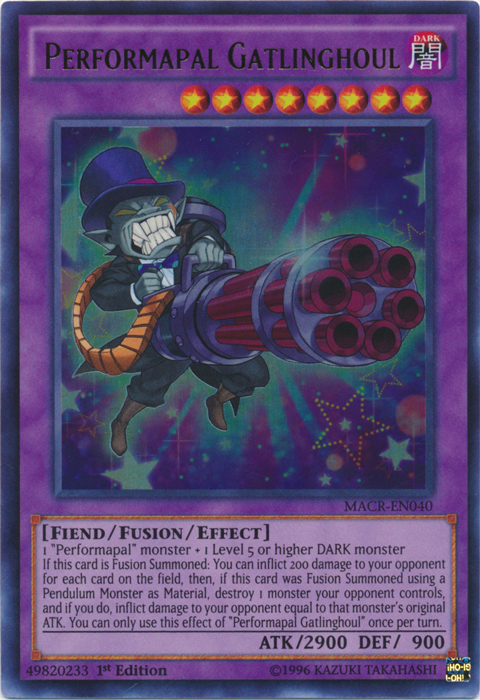 PERFORMAPAL GATLINGHOUL
DARK
闇
MACR-EN040
[FIEND/FUSION/EFFECT]
1 "Performapal" monster + 1 Level 5 or higher DARK monster
If this card is Fusion Summoned: You can inflict 200 damage to your opponent
for each card on the field, then, if this card was Fusion Summoned using a
Pendulum Monster as Material, destroy 1 monster your opponent controls,
and if you do, inflict damage to your opponent equal to that monster's original
ATK. You can only use this effect of "Performapal Gatlinghoul" once per turn.
ATK/2900 DEF/ 900
49820233 1st Edition ©1996 KAZUKI TAKAHASHI